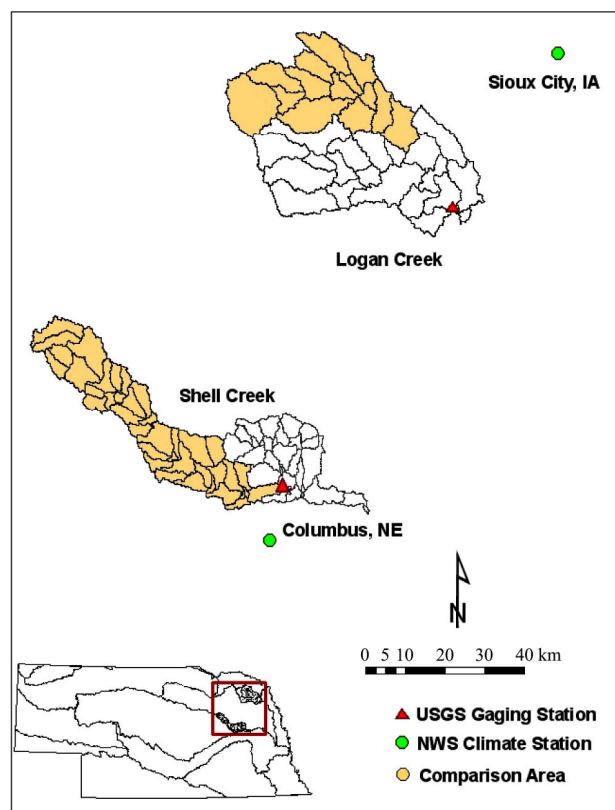 Sioux City, IA
Logan Creek
Shell Creek
Columbus, NE
N
0 5 10 20 30 40 km
USGS Gaging Station
NWS Climate Station
Comparison Area